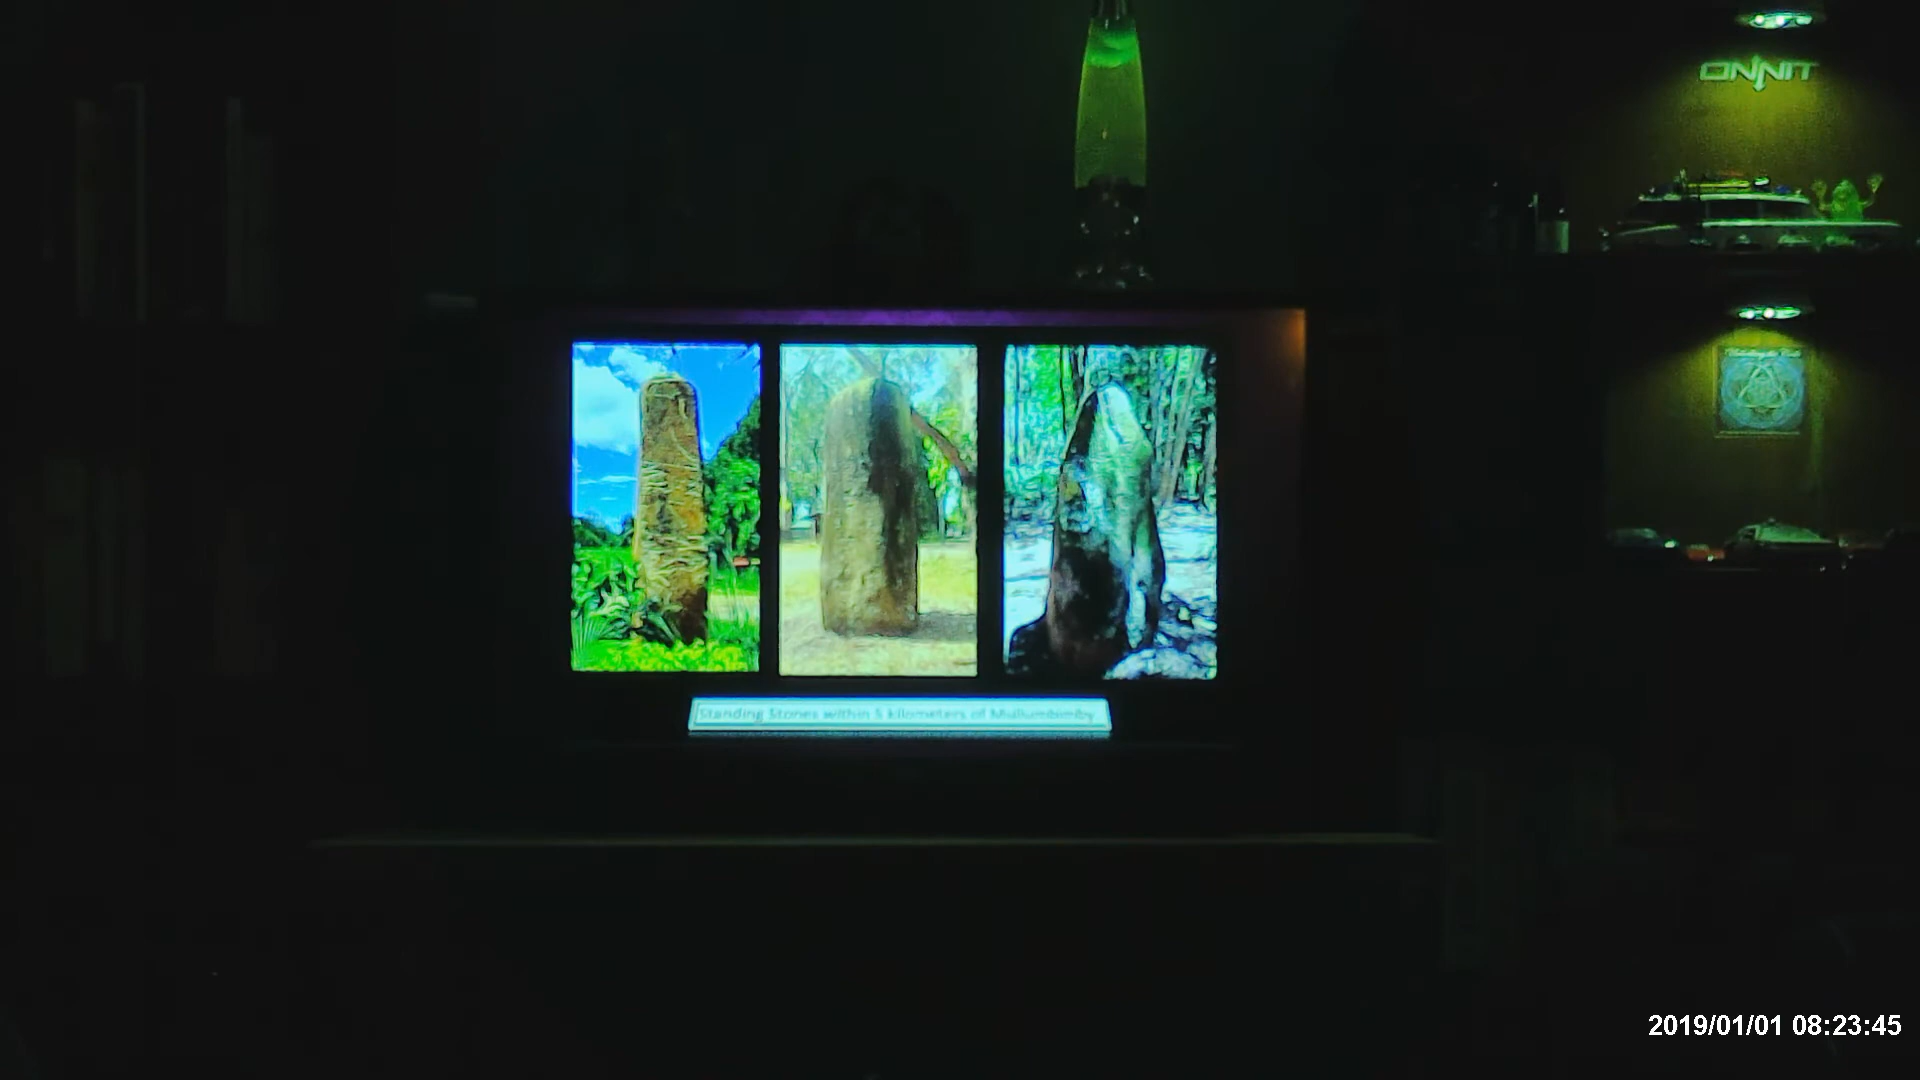 ONNIT
Standing Stones within 5 kilometers of Mullumbimby
2019/01/01 08:23:45